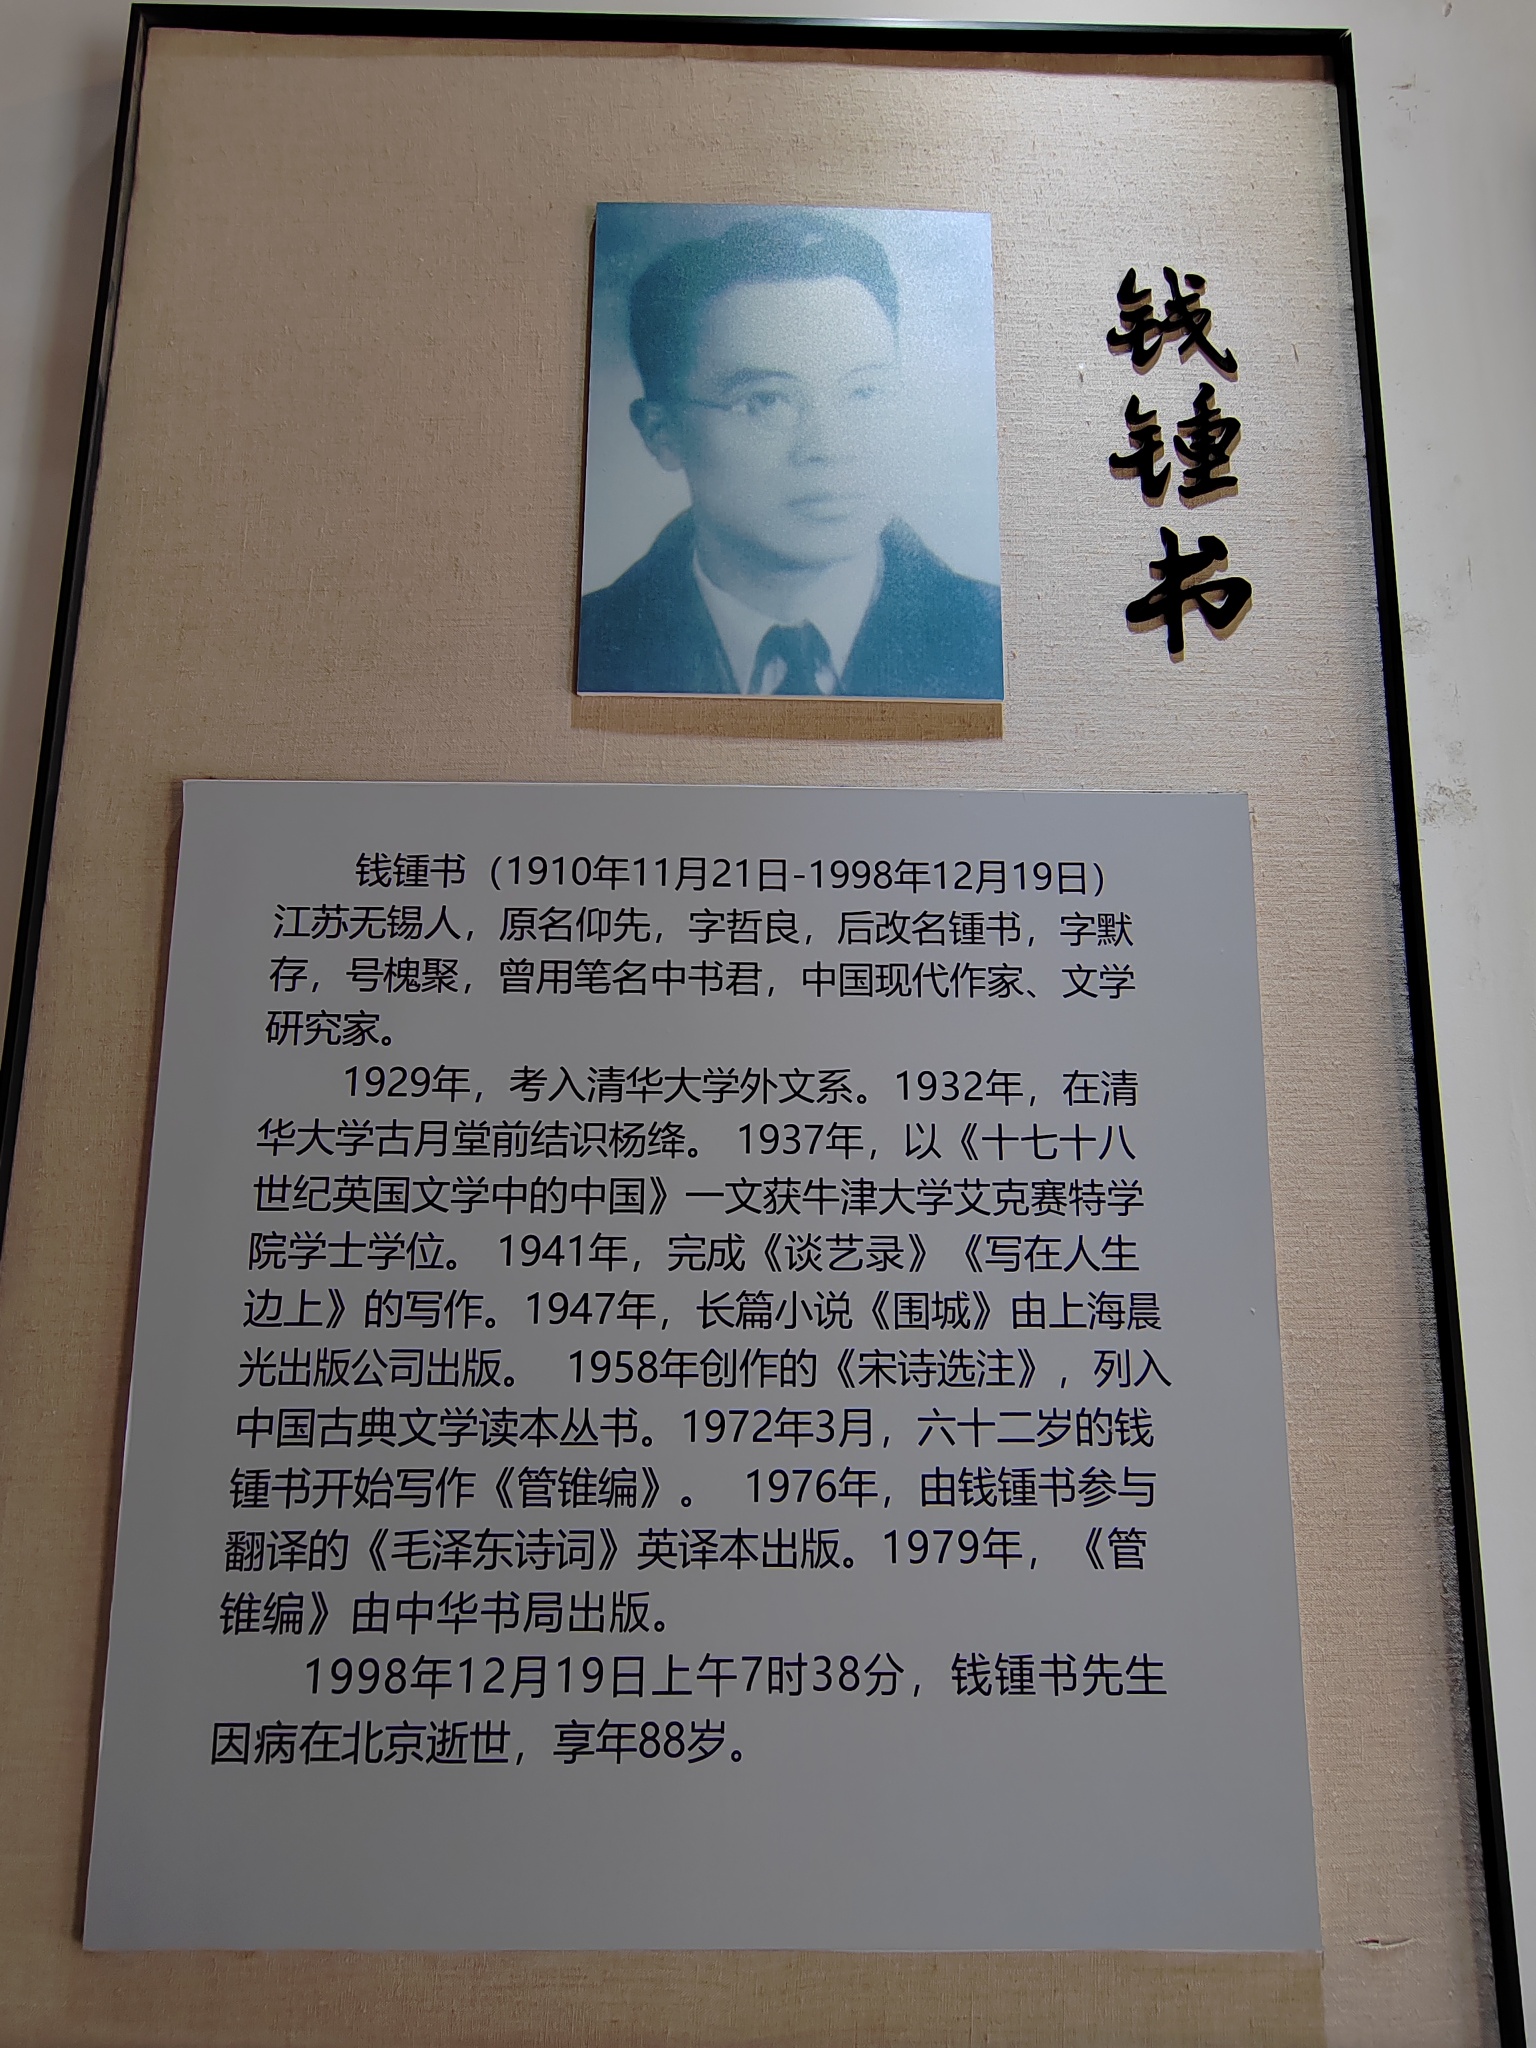 钱锺书
钱锺书（1910年11月21日-1998年12月19日）
江苏无锡人，原名仰先，字哲良，后改名锺书，字默
存，号槐聚，曾用笔名中书君，中国现代作家、文学
研究家。
1929年，考入清华大学外文系。1932年，在清
华大学古月堂前结识杨绛。 1937年，以《十七十八
世纪英国文学中的中国》一文获牛津大学艾克赛特学
院学士学位。 1941年，完成《谈艺录》《写在人生
边上》的写作。1947年，长篇小说《围城》由上海晨
光出版公司出版。 1958年创作的《宋诗选注》，列入
中国古典文学读本丛书。1972年3月，六十二岁的钱
锺书开始写作《管锥编》。 1976年，由钱锺书参与
翻译的《毛泽东诗词》英译本出版。1979年，《管
锥编》由中华书局出版。
1998年12月19日上午7时38分，钱锺书先生
因病在北京逝世，享年88岁。